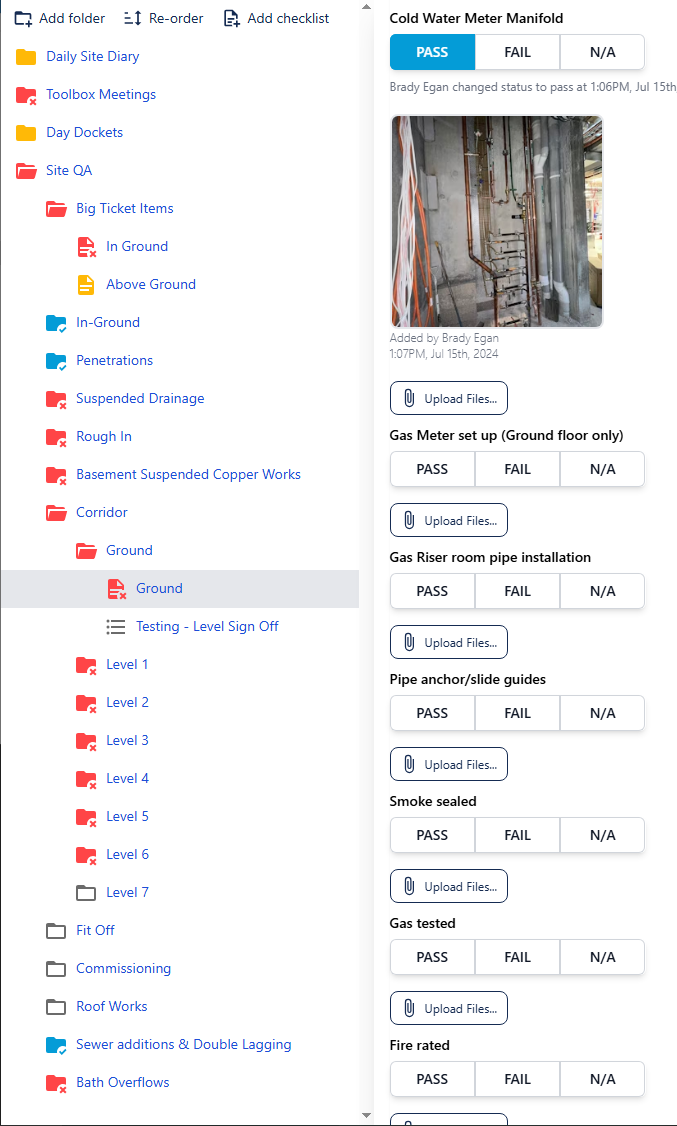 Add folder
Re-order
Add checklist
Daily Site Diary
Toolbox Meetings
Day Dockets
Site QA
Big Ticket Items
In Ground
Above Ground
In-Ground
Penetrations
Suspended Drainage
Rough In
Basement Suspended Copper Works
Corridor
Ground
Ground
Testing - Level Sign Off
Level 1
Level 2
Level 3
Level 4
Level 5
Level 6
Level 7
Fit Off
Commissioning
Roof Works
Sewer additions & Double Lagging
Bath Overflows
Cold Water Meter Manifold
PASS FAIL N/A
Brady Egan changed status to pass at 1:06PM, Jul 15th
Added by Brady Egan
1:07PM, Jul 15th, 2024
Upload Files...
Gas Meter set up (Ground floor only)
PASS FAIL N/A
Upload Files...
Gas Riser room pipe installation
PASS FAIL N/A
Upload Files...
Pipe anchor/slide guides
PASS FAIL N/A
Upload Files...
Smoke sealed
PASS FAIL N/A
Upload Files...
Gas tested
PASS FAIL N/A
Upload Files...
Fire rated
PASS FAIL N/A